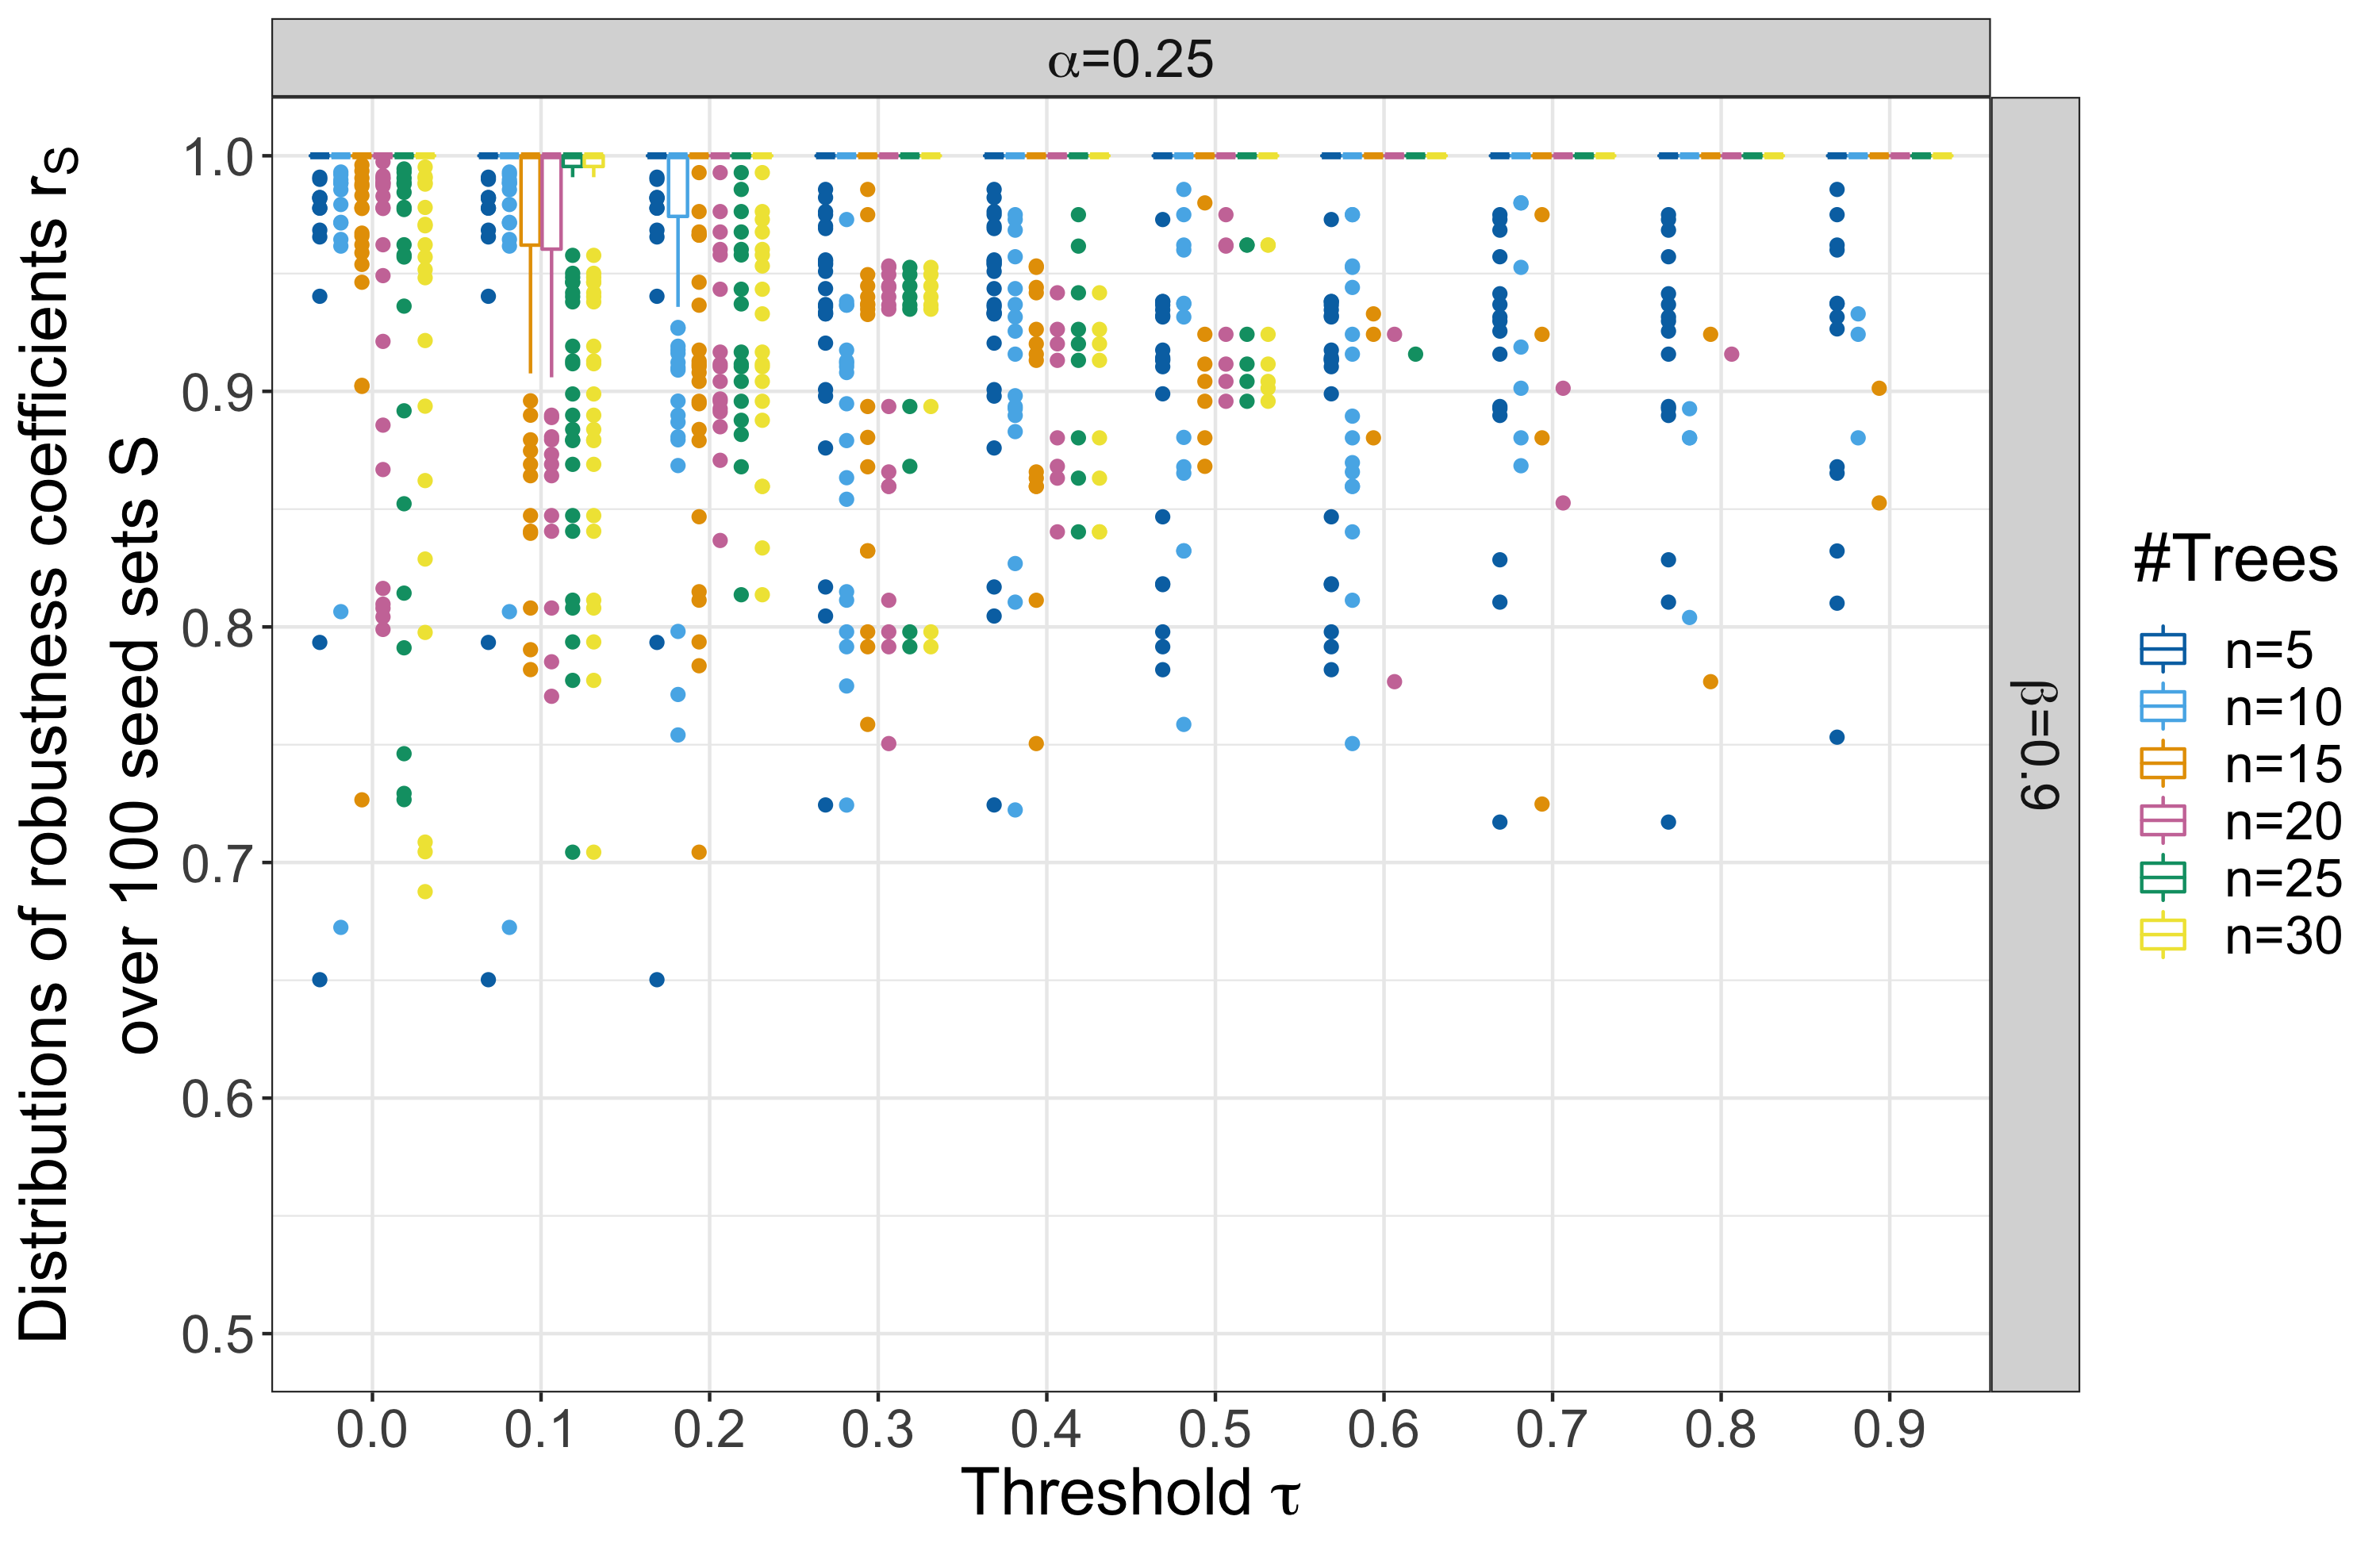 α=0.25
β=0.9
Distributions of robustness coefficients rS
over 100 seed sets S
1.0
0.9
0.8
0.7
0.6
0.5
0.0 0.1 0.2 0.3 0.4 0.5 0.6 0.7 0.8 0.9
Threshold τ
#Trees
n=5
n=10
n=15
n=20
n=25
n=30